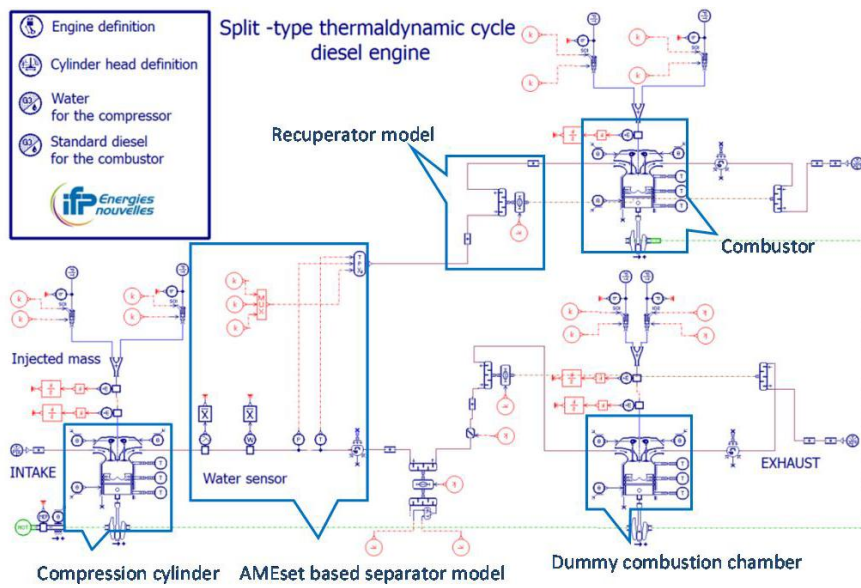 Split -type thermaldynamic cycle
diesel engine
Engine definition
Cylinder head definition
Water
for the compressor
Standard diesel
for the combustor
ifp Energies
nouvelles
Recuperator model
Combustor
Injected mass
INTAKE
Water sensor
EXHAUST
Compression cylinder
AMEset based separator model
Dummy combustion chamber